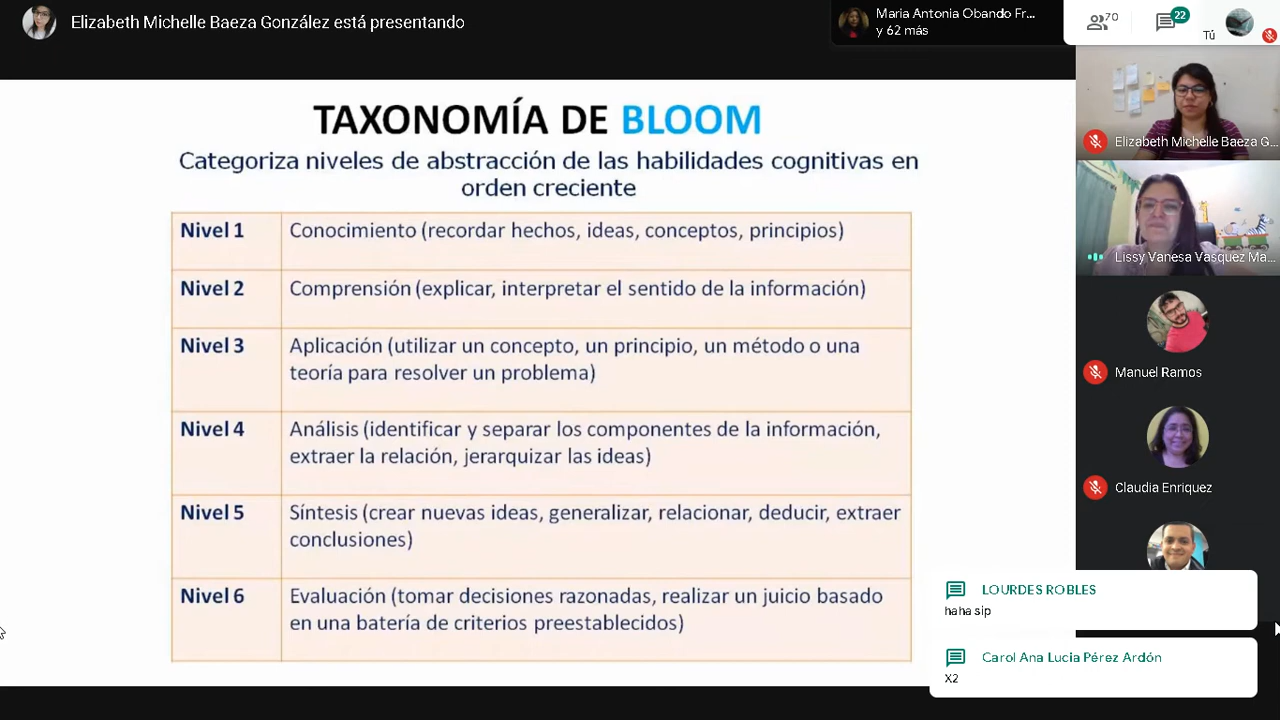 Elizabeth Michelle Baeza González está presentando
Maria Antonia Obando Fr...
y 62 más
70
22
Tú
TAXONOMÍA DE BLOOM
Categoriza niveles de abstracción de las habilidades cognitivas en
orden creciente
Nivel 1
Conocimiento (recordar hechos, ideas, conceptos, principios)
Nivel 2
Comprensión (explicar, interpretar el sentido de la información)
Nivel 3
Aplicación (utilizar un concepto, un principio, un método o una
teoría para resolver un problema)
Nivel 4
Análisis (identificar y separar los componentes de la información,
extraer la relación, jerarquizar las ideas)
Nivel 5
Síntesis (crear nuevas ideas, generalizar, relacionar, deducir, extraer
conclusiones)
Nivel 6
Evaluación (tomar decisiones razonadas, realizar un juicio basado
en una batería de criterios preestablecidos)
Elizabeth Michelle Baeza G...
Lissy Vanesa Vasquez Ma...
Manuel Ramos
Claudia Enriquez
LOURDES ROBLES
haha sip
Carol Ana Lucia Pérez Ardón
X2